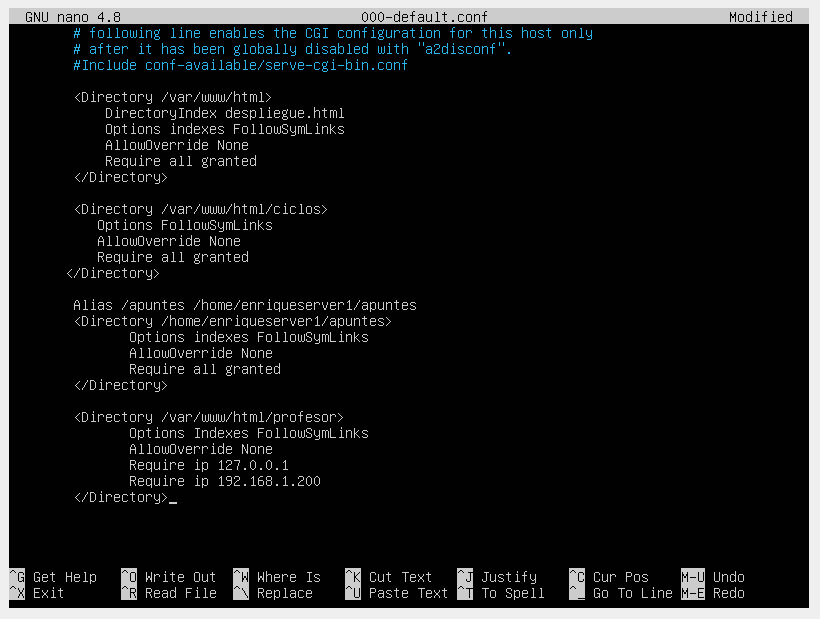 GNU nano 4.8 000-default.conf Modified
# following line enables the CGI configuration for this host only
# after it has been globally disabled with "a2disconf".
#Include conf-available/serve-cgi-bin.conf
<Directory /var/www/html>
DirectoryIndex despliegue.html
Options indexes FollowSymLinks
AllowOverride None
Require all granted
</Directory>
<Directory /var/www/html/ciclos>
Options FollowSymLinks
AllowOverride None
Require all granted
</Directory>
Alias /apuntes /home/enriqueserver1/apuntes
<Directory /home/enriqueserver1/apuntes>
Options indexes FollowSymLinks
AllowOverride None
Require all granted
</Directory>
<Directory /var/www/html/profesor>
Options Indexes FollowSymLinks
AllowOverride None
Require ip 127.0.0.1
Require ip 192.168.1.200
</Directory>_
^G Get Help ^O Write Out ^W Where Is ^K Cut Text ^J Justify ^C Cur Pos M-U Undo
^X Exit ^R Read File ^\ Replace ^U Paste Text ^T To Spell ^_ Go To Line M-E Redo